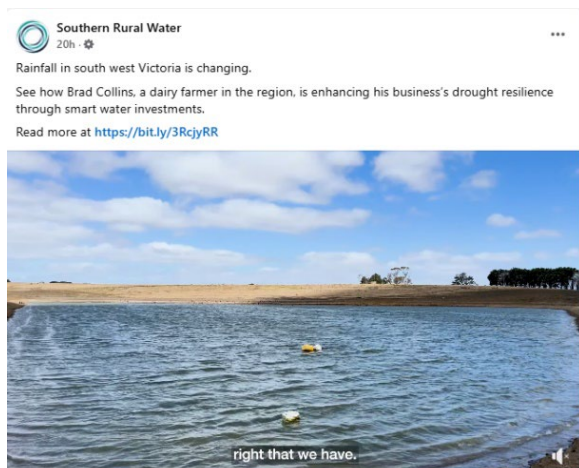 Southern Rural Water
20h ·
Rainfall in south west Victoria is changing.
See how Brad Collins, a dairy farmer in the region, is enhancing his business's drought resilience
through smart water investments.
Read more at https://bit.ly/3RcjyRR
right that we have.